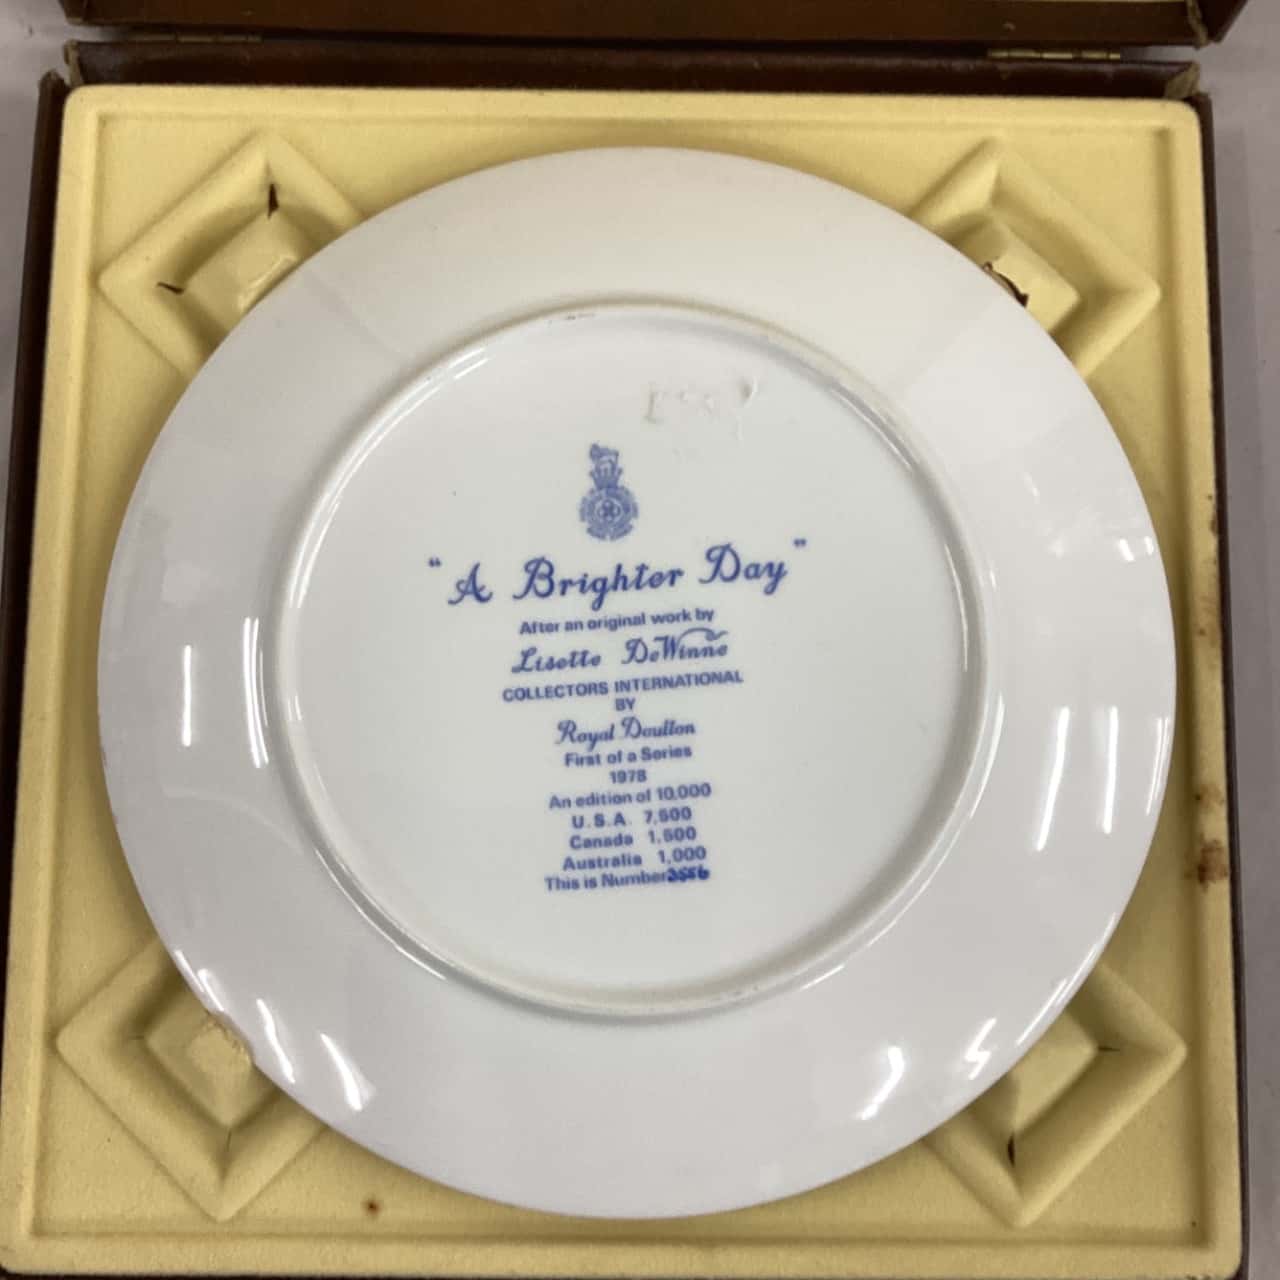 "A Brighter Day"
After an original work by
Lisette DeWinne
COLLECTORS INTERNATIONAL
BY
Royal Doulton
First of a Series
1978
An edition of 10,000
U.S.A. 7,500
Canada 1,500
Australia 1,000
This is Number